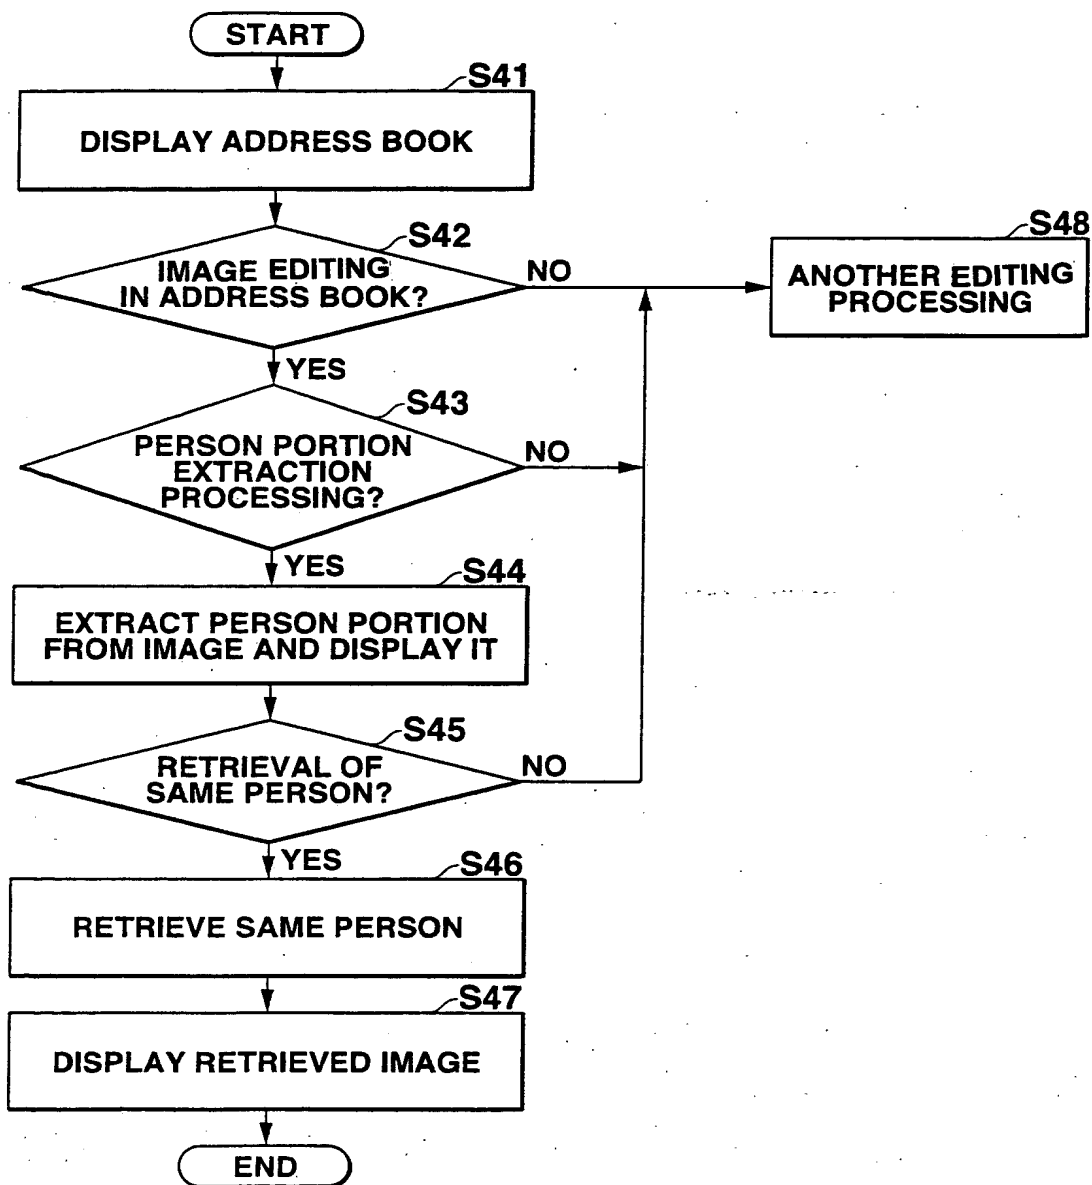 START
S41
DISPLAY ADDRESS BOOK
S42
IMAGE EDITING
IN ADDRESS BOOK?
NO
S48
ANOTHER EDITING
PROCESSING
YES
S43
PERSON PORTION
EXTRACTION
PROCESSING?
NO
YES
S44
EXTRACT PERSON PORTION
FROM IMAGE AND DISPLAY IT
S45
RETRIEVAL OF
SAME PERSON?
NO
YES
S46
RETRIEVE SAME PERSON
S47
DISPLAY RETRIEVED IMAGE
END